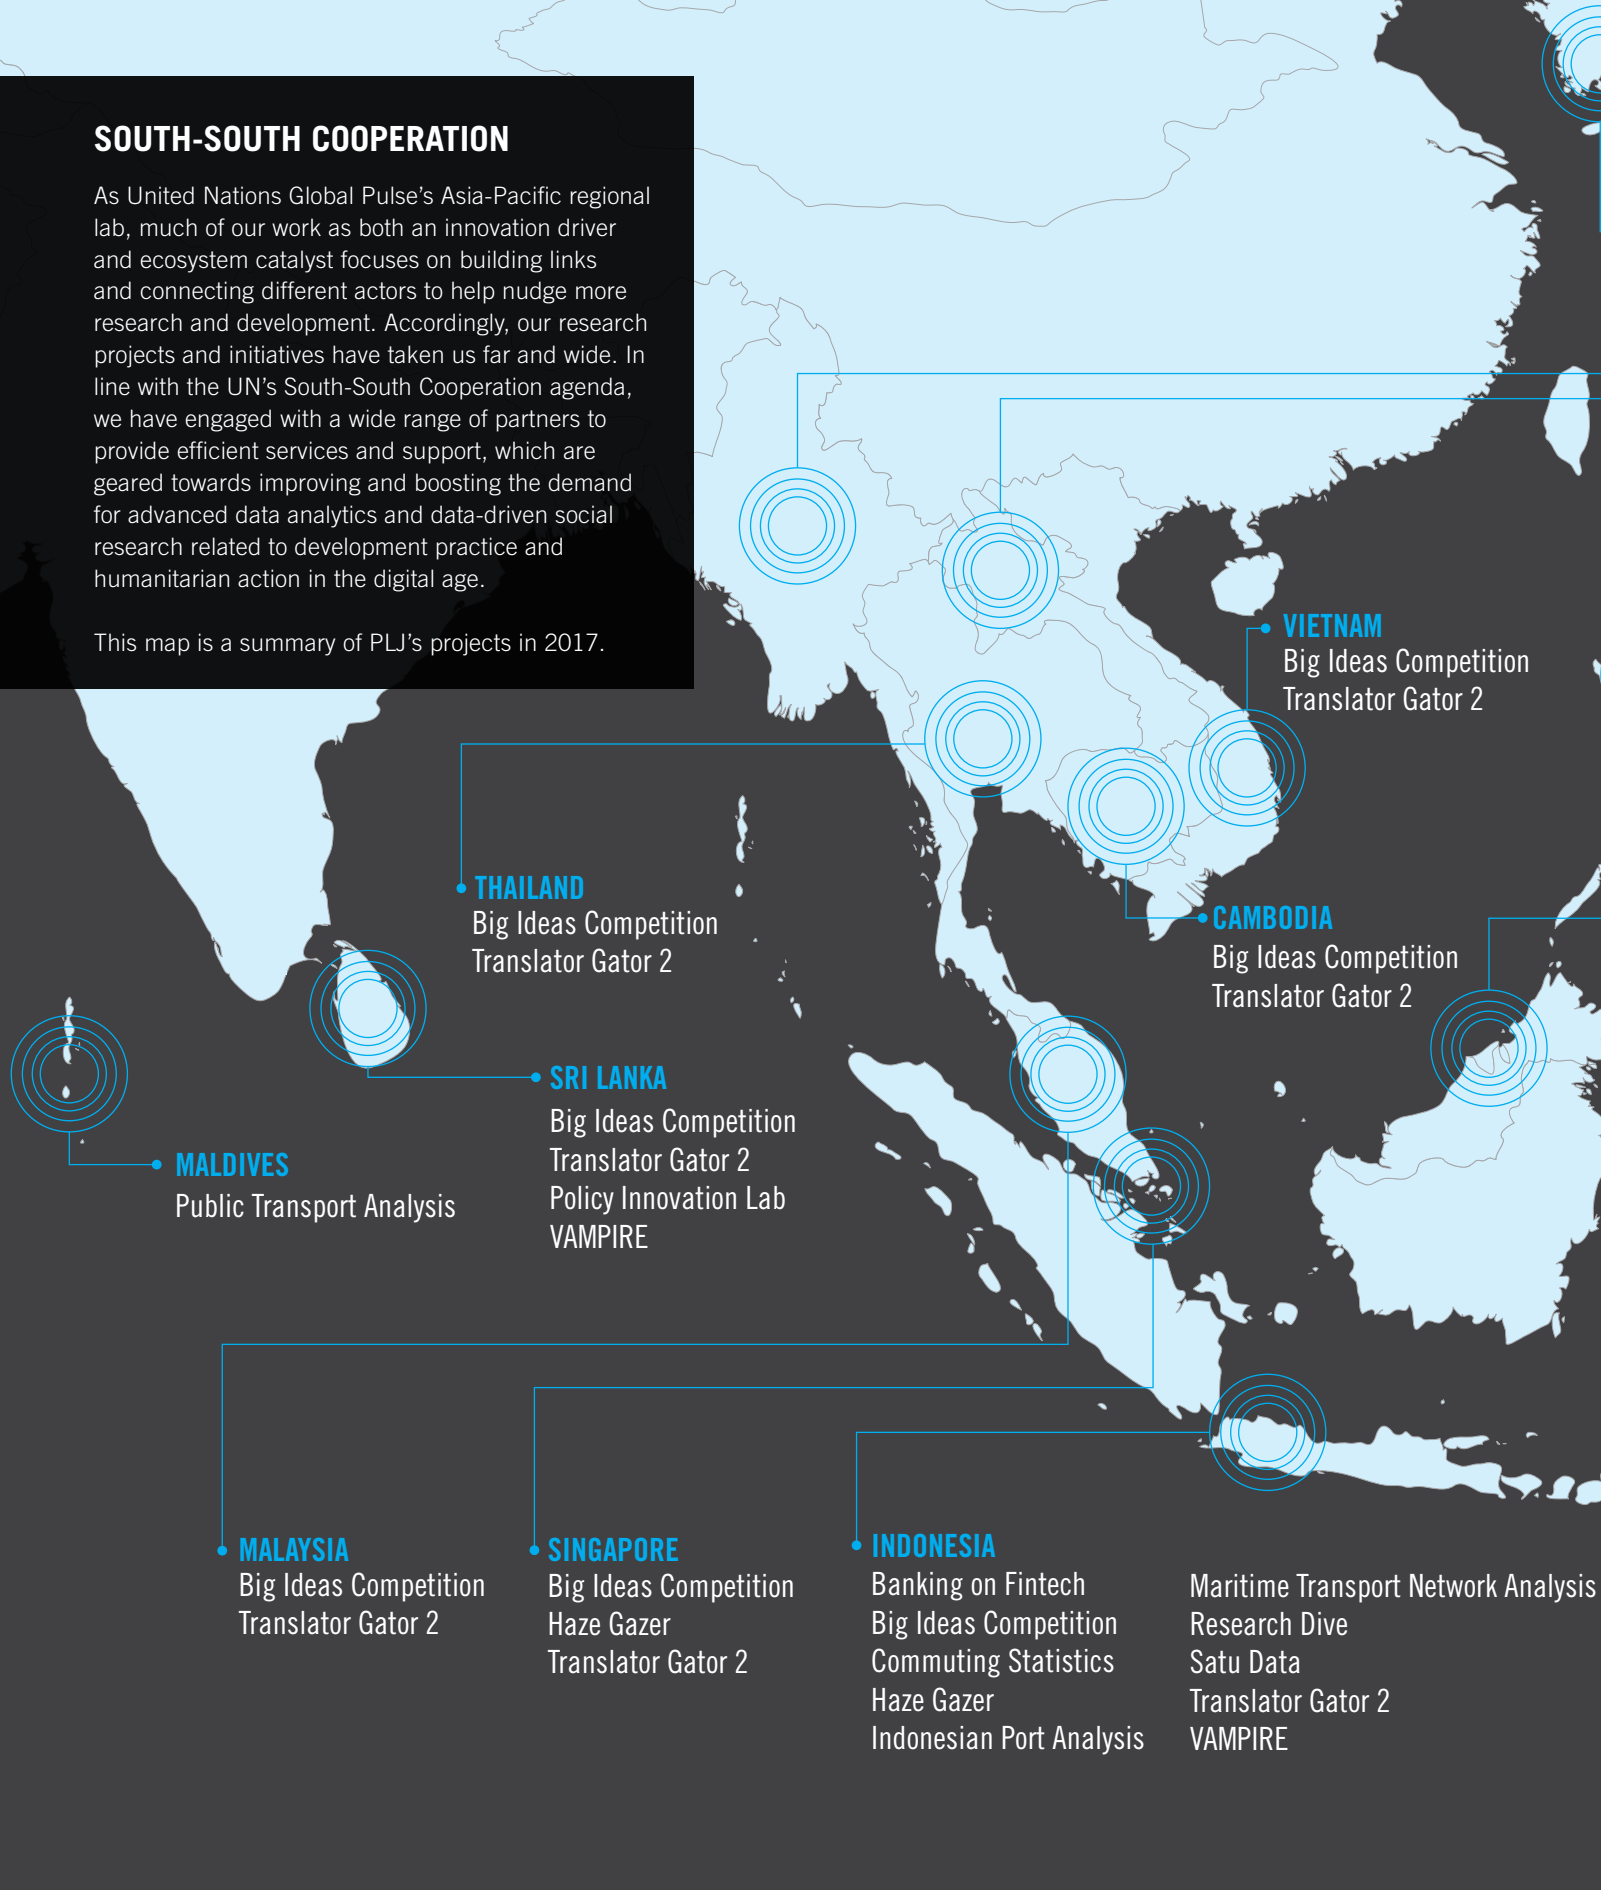 SOUTH-SOUTH COOPERATION
As United Nations Global Pulse’s Asia-Pacific regional
lab, much of our work as both an innovation driver
and ecosystem catalyst focuses on building links
and connecting different actors to help nudge more
research and development. Accordingly, our research
projects and initiatives have taken us far and wide. In
line with the UN’s South-South Cooperation agenda,
we have engaged with a wide range of partners to
provide efficient services and support, which are
geared towards improving and boosting the demand
for advanced data analytics and data-driven social
research related to development practice and
humanitarian action in the digital age.
This map is a summary of PLJ’s projects in 2017.
VIETNAM
Big Ideas Competition
Translator Gator 2
THAILAND
Big Ideas Competition
Translator Gator 2
CAMBODIA
Big Ideas Competition
Translator Gator 2
SRI LANKA
Big Ideas Competition
Translator Gator 2
Policy Innovation Lab
VAMPIRE
MALDIVES
Public Transport Analysis
MALAYSIA
Big Ideas Competition
Translator Gator 2
SINGAPORE
Big Ideas Competition
Haze Gazer
Translator Gator 2
INDONESIA
Banking on Fintech
Big Ideas Competition
Commuting Statistics
Haze Gazer
Indonesian Port Analysis
Maritime Transport Network Analysis
Research Dive
Satu Data
Translator Gator 2
VAMPIRE